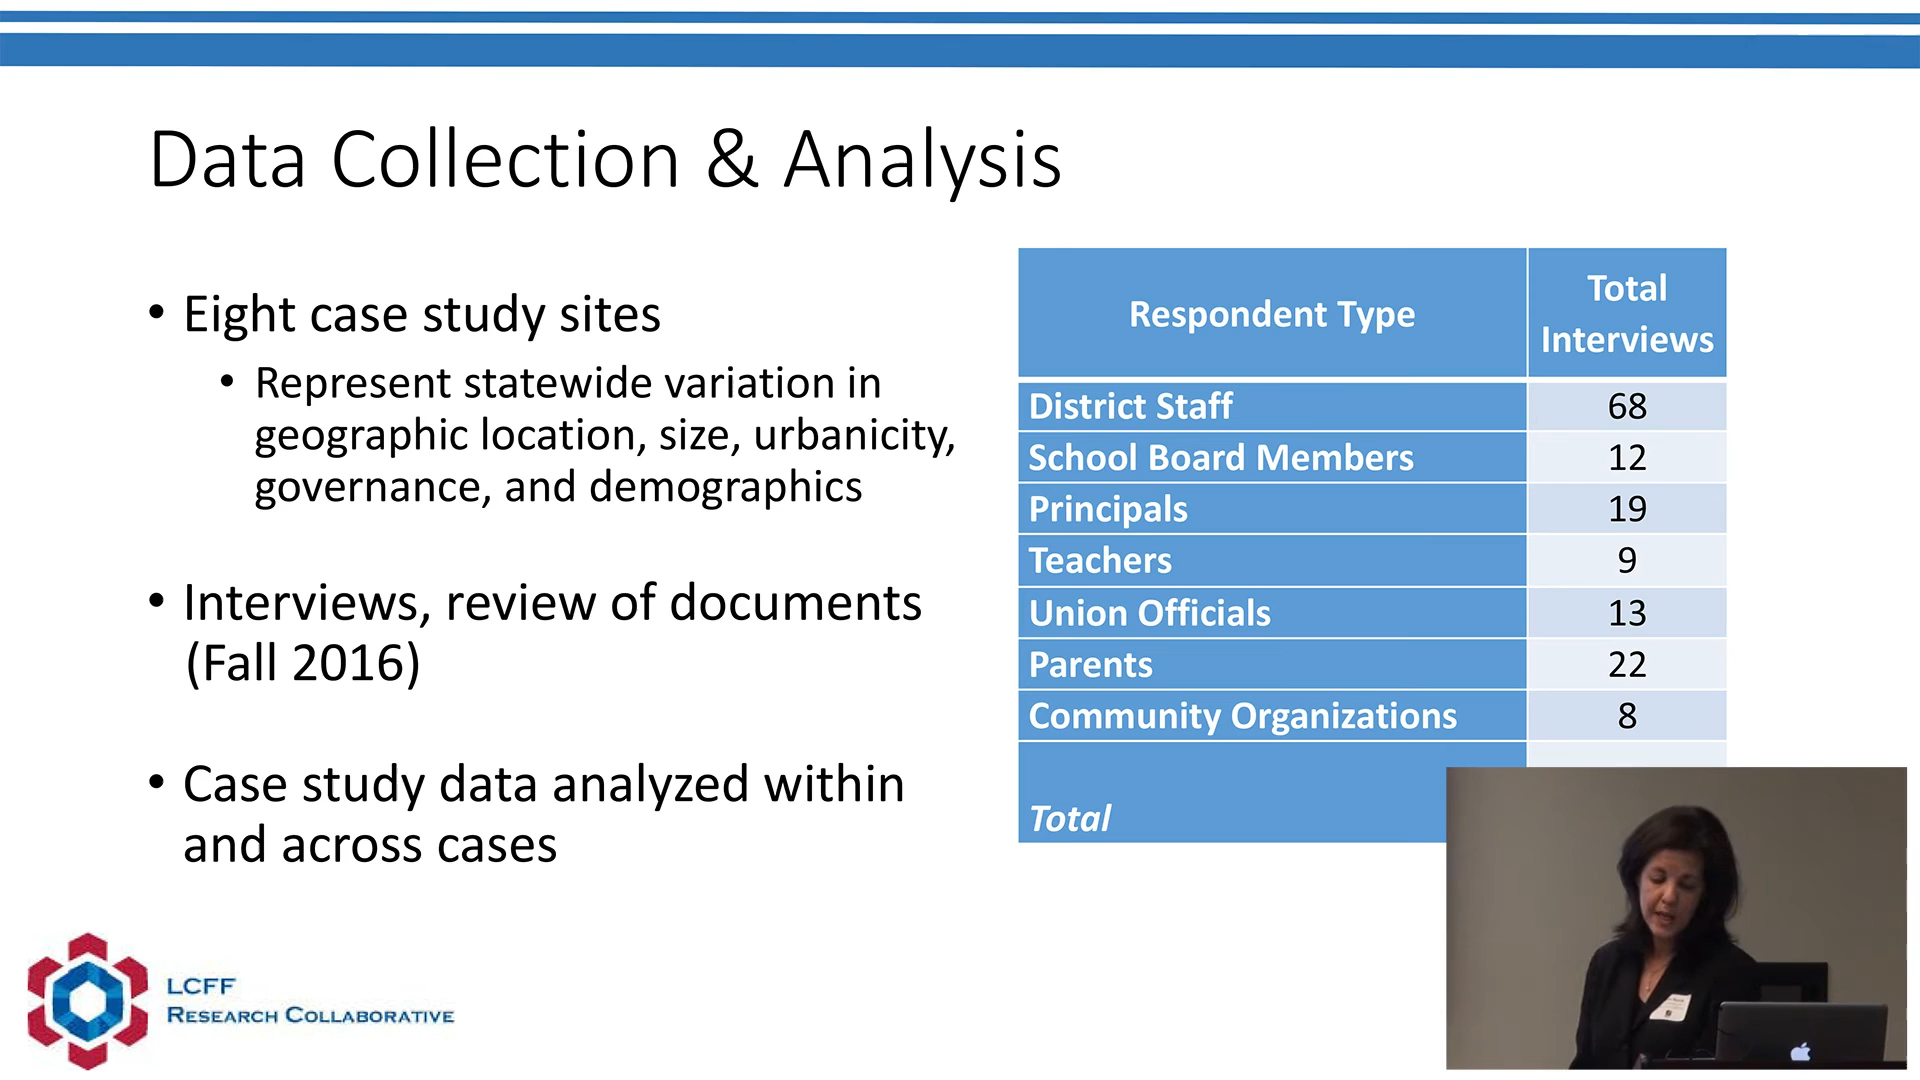 Data Collection & Analysis
• Eight case study sites
• Represent statewide variation in
geographic location, size, urbanicity,
governance, and demographics
• Interviews, review of documents
(Fall 2016)
• Case study data analyzed within
and across cases
Respondent Type Total Interviews
District Staff 68
School Board Members 12
Principals 19
Teachers 9
Union Officials 13
Parents 22
Community Organizations 8
Total
LCFF
RESEARCH COLLABORATIVE